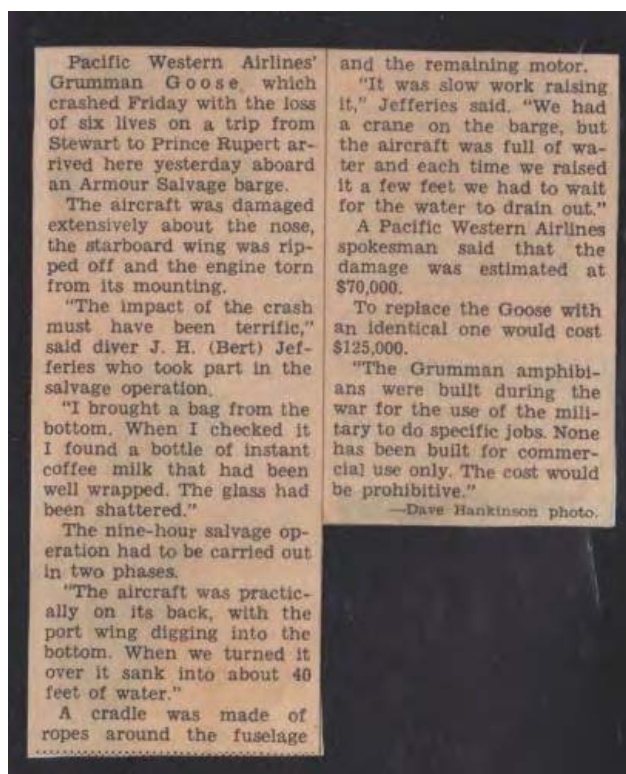 Pacific Western Airlines'
Grumman Goose, which
crashed Friday with the loss
of six lives on a trip from
Stewart to Prince Rupert ar-
rived here yesterday aboard
an Armour Salvage barge.
The aircraft was damaged
extensively about the nose,
the starboard wing was rip-
ped off and the engine torn
from its mounting.
"The impact of the crash
must have been terrific,"
said diver J. H. (Bert) Jef-
feries who took part in the
salvage operation.
"I brought a bag from the
bottom. When I checked it
I found a bottle of instant
coffee milk that had been
well wrapped. The glass had
been shattered."
The nine-hour salvage op-
eration had to be carried out
in two phases.
"The aircraft was practic-
ally on its back, with the
port wing digging into the
bottom. When we turned it
over it sank into about 40
feet of water."
A cradle was made of
ropes around the fuselage
and the remaining motor.
"It was slow work raising
it," Jefferies said. "We had
a crane on the barge, but
the aircraft was full of wa-
ter and each time we raised
it a few feet we had to wait
for the water to drain out."
A Pacific Western Airlines
spokesman said that the
damage was estimated at
$70,000.
To replace the Goose with
an identical one would cost
$125,000.
"The Grumman amphibi-
ans were built during the
war for the use of the mili-
tary to do specific jobs. None
has been built for commer-
cial use only. The cost would
be prohibitive."
—Dave Hankinson photo.